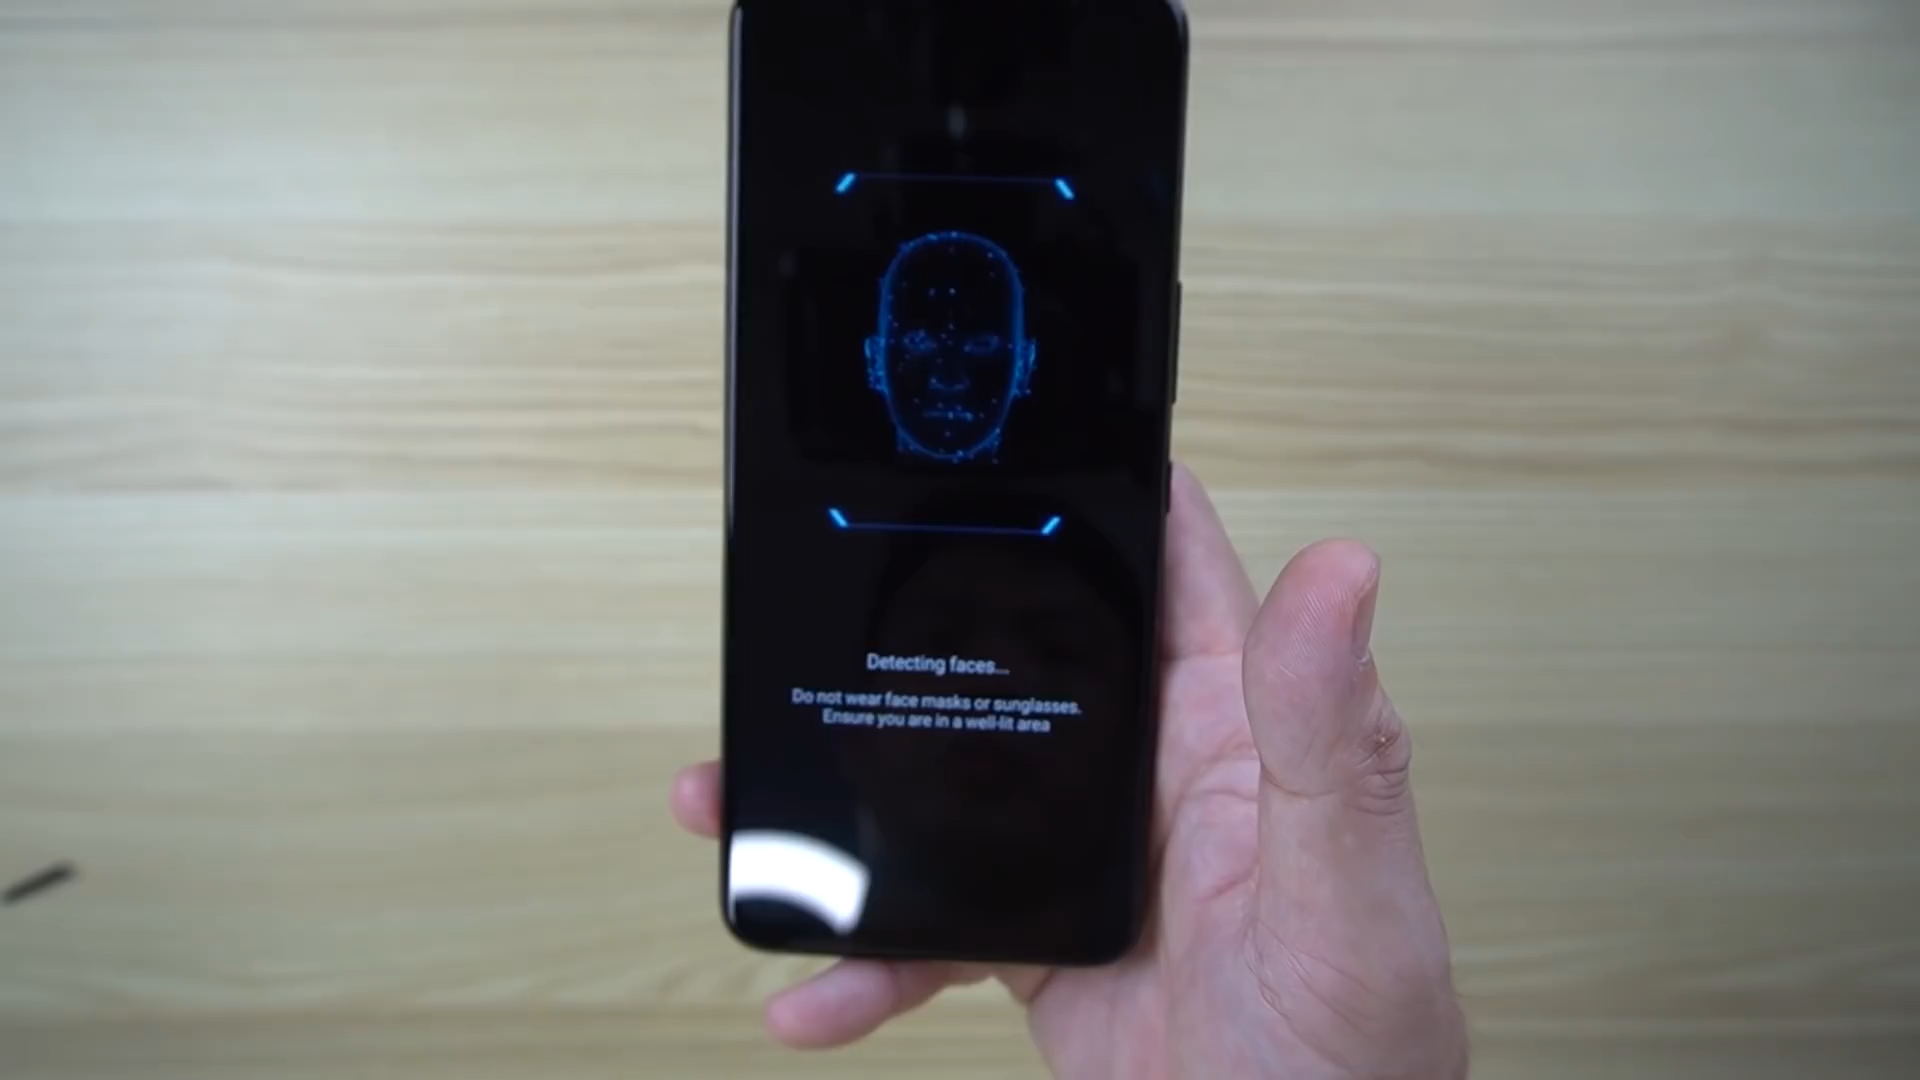 Detecting faces...
Do not wear face masks or sunglasses.
Ensure you are in a well-lit area